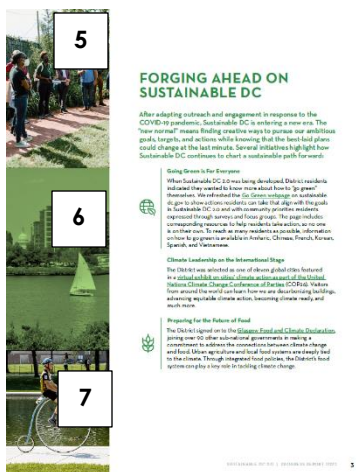 5
6
7
FORGING AHEAD ON
SUSTAINABLE DC
After adapting outreach and engagement in response to the
COVID-19 pandemic, Sustainable DC is entering a new era. The
"new normal" means finding creative ways to pursue our ambitious
goals, targets, and actions while knowing that the best-laid plans
could change at the last minute. Several initiatives highlight how
Sustainable DC continues to chart a sustainable path forward:
Going Green is For Everyone
When Sustainable DC 2.0 was being developed, District residents
indicated they wanted to know more about how to "go green"
themselves. We refreshed the Go Green webpage on sustainable
dc.gov to show actions residents can take that align with the goals
in Sustainable DC 2.0 and with community priorities residents
expressed through surveys and focus groups. The page includes
corresponding resources to help residents take action, so no one
is on their own. To reach as many residents as possible, information
on how to go green is available in Amharic, Chinese, French, Korean,
Spanish, and Vietnamese.
Climate Leadership on the International Stage
The District was selected as one of eleven global cities featured
in a virtual exhibit on cities' climate action as part of the United
Nations Climate Change Conference of Parties (COP26). Visitors
from around the world can learn how we are decarbonizing buildings,
advancing equitable climate action, becoming climate ready, and
much more.
Preparing for the Future of Food
The District signed on to the Glasgow Food and Climate Declaration,
joining over 90 other sub-national governments in making a
commitment to address the connections between climate change
and food. Urban agriculture and local food systems are deeply tied
to the climate. Through integrated food policies, the District's food
system can play a key role in tackling climate change.
SUSTAINABLE DC
3